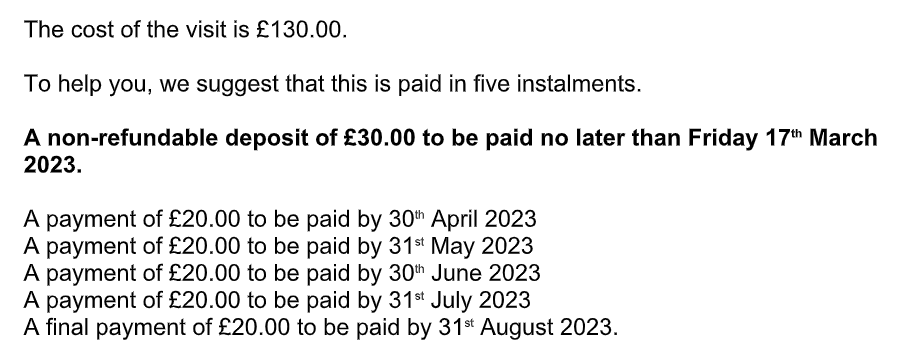 The cost of the visit is £130.00.
To help you, we suggest that this is paid in five instalments.
A non-refundable deposit of £30.00 to be paid no later than Friday 17th March
2023.
A payment of £20.00 to be paid by 30th April 2023
A payment of £20.00 to be paid by 31st May 2023
A payment of £20.00 to be paid by 30th June 2023
A payment of £20.00 to be paid by 31st July 2023
A final payment of £20.00 to be paid by 31st August 2023.